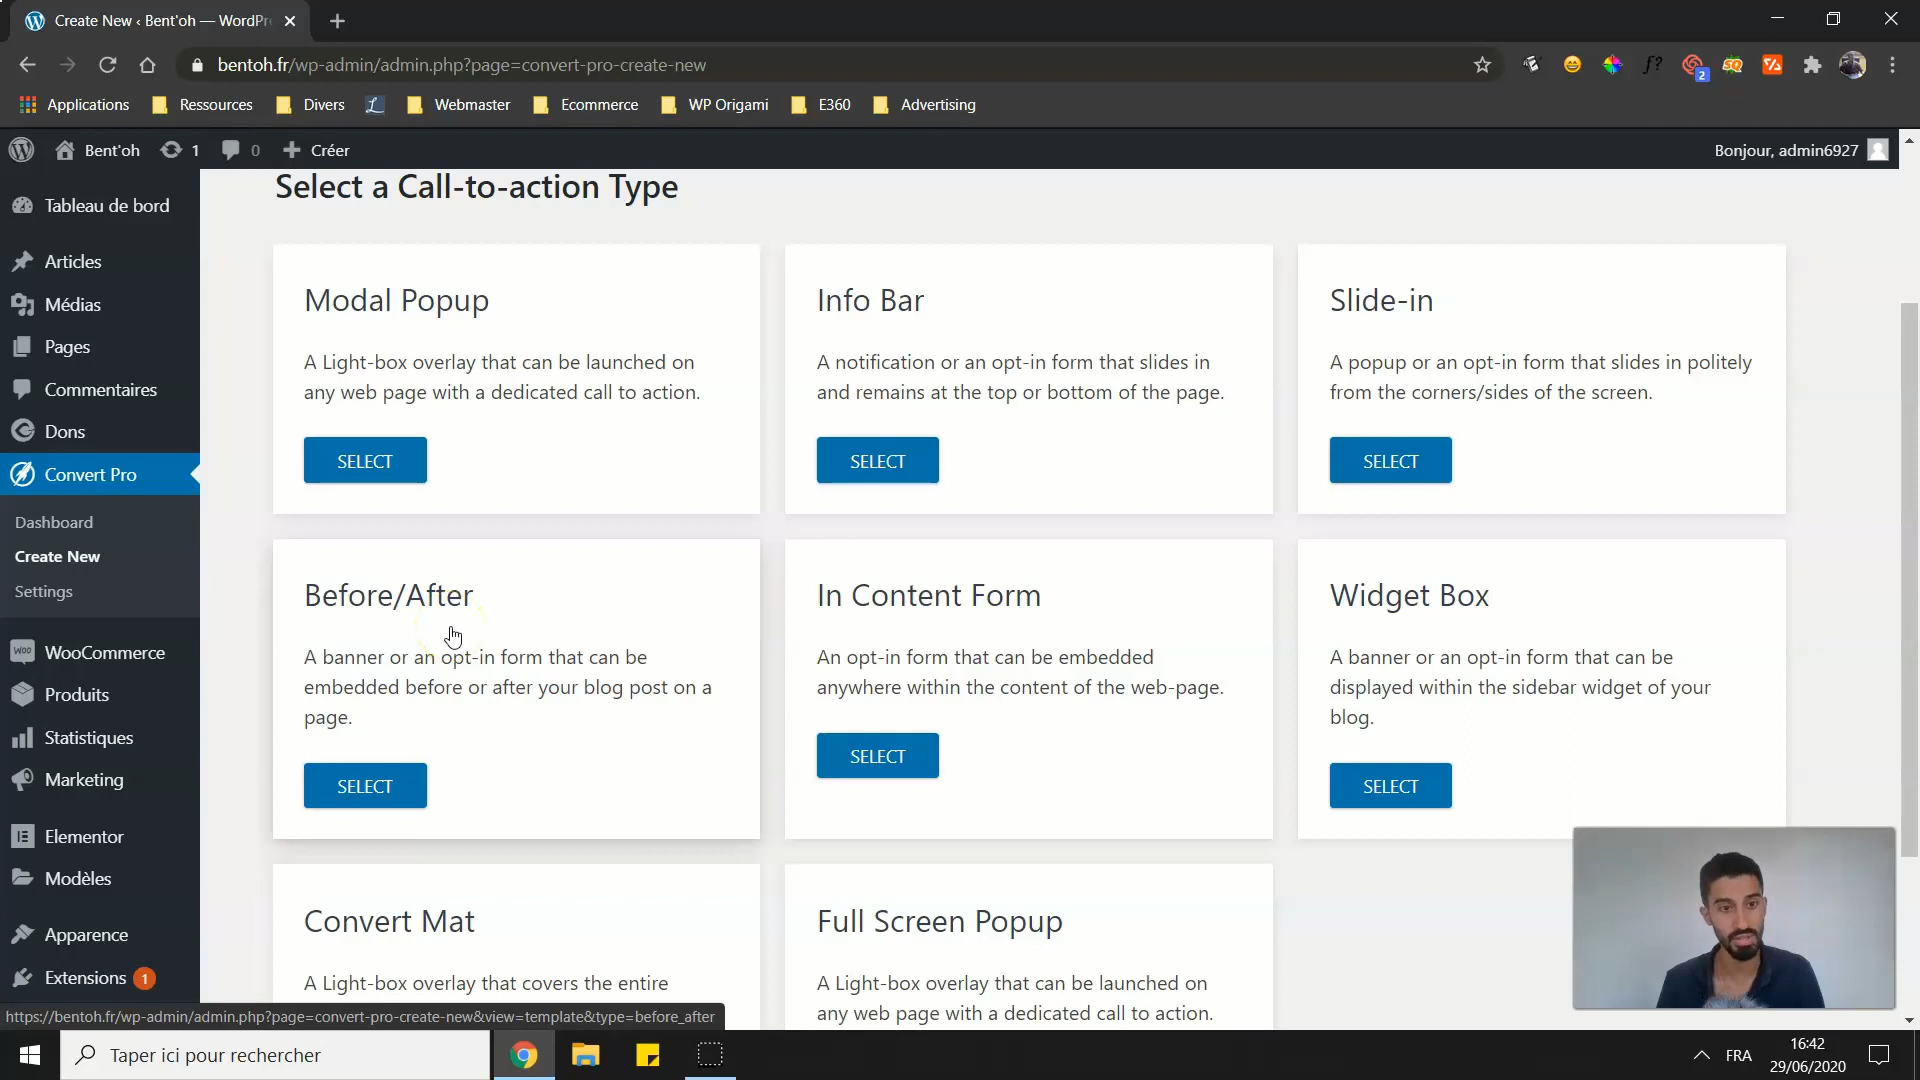 Create New ‹ Bent'oh — WordPr
bentoh.fr/wp-admin/admin.php?page=convert-pro-create-new
f?
2
SQ
Applications
Ressources
Divers
L
Webmaster
Ecommerce
WP Origami
E360
Advertising
Bent'oh
1
0
Créer
Bonjour, admin6927
Tableau de bord
Articles
Médias
Pages
Commentaires
Dons
Convert Pro
Dashboard
Create New
Settings
Woo
WooCommerce
Produits
Statistiques
Marketing
Elementor
Modèles
Apparence
Extensions 1
Select a Call-to-action Type
Modal Popup
A Light-box overlay that can be launched on
any web page with a dedicated call to action.
SELECT
Info Bar
A notification or an opt-in form that slides in
and remains at the top or bottom of the page.
SELECT
Slide-in
A popup or an opt-in form that slides in politely
from the corners/sides of the screen.
SELECT
Before/After
A banner or an opt-in form that can be
embedded before or after your blog post on a
page.
SELECT
In Content Form
An opt-in form that can be embedded
anywhere within the content of the web-page.
SELECT
Widget Box
A banner or an opt-in form that can be
displayed within the sidebar widget of your
blog.
SELECT
Convert Mat
A Light-box overlay that covers the entire
Full Screen Popup
A Light-box overlay that can be launched on
any web page with a dedicated call to action.
https://bentoh.fr/wp-admin/admin.php?page=convert-pro-create-new&view=template&type=before_after
Taper ici pour rechercher
FRA
16:42
29/06/2020